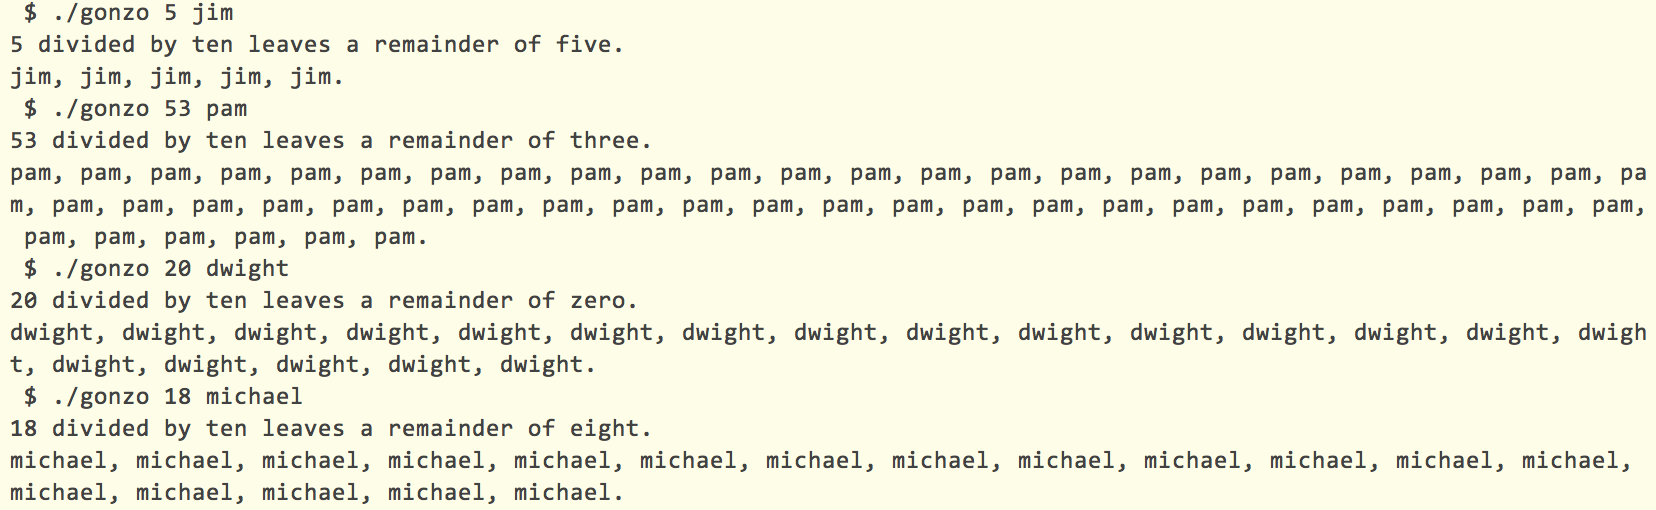 $ ./gonzo 5 jim
5 divided by ten leaves a remainder of five.
jim, jim, jim, jim, jim.
$ ./gonzo 53 pam
53 divided by ten leaves a remainder of three.
pam, pam, pam, pam, pam, pam, pam, pam, pam, pam, pam, pam, pam, pam, pam, pam, pam, pam, pam, pam, pam, pam, pam, pa
m, pam, pam, pam, pam, pam, pam, pam, pam, pam, pam, pam, pam, pam, pam, pam, pam, pam, pam, pam, pam, pam, pam, pam,
pam, pam, pam, pam, pam, pam.
$ ./gonzo 20 dwight
20 divided by ten leaves a remainder of zero.
dwight, dwight, dwight, dwight, dwight, dwight, dwight, dwight, dwight, dwight, dwight, dwight, dwight, dwight, dwigh
t, dwight, dwight, dwight, dwight, dwight.
$ ./gonzo 18 michael
18 divided by ten leaves a remainder of eight.
michael, michael, michael, michael, michael, michael, michael, michael, michael, michael, michael, michael, michael,
michael, michael, michael, michael, michael.